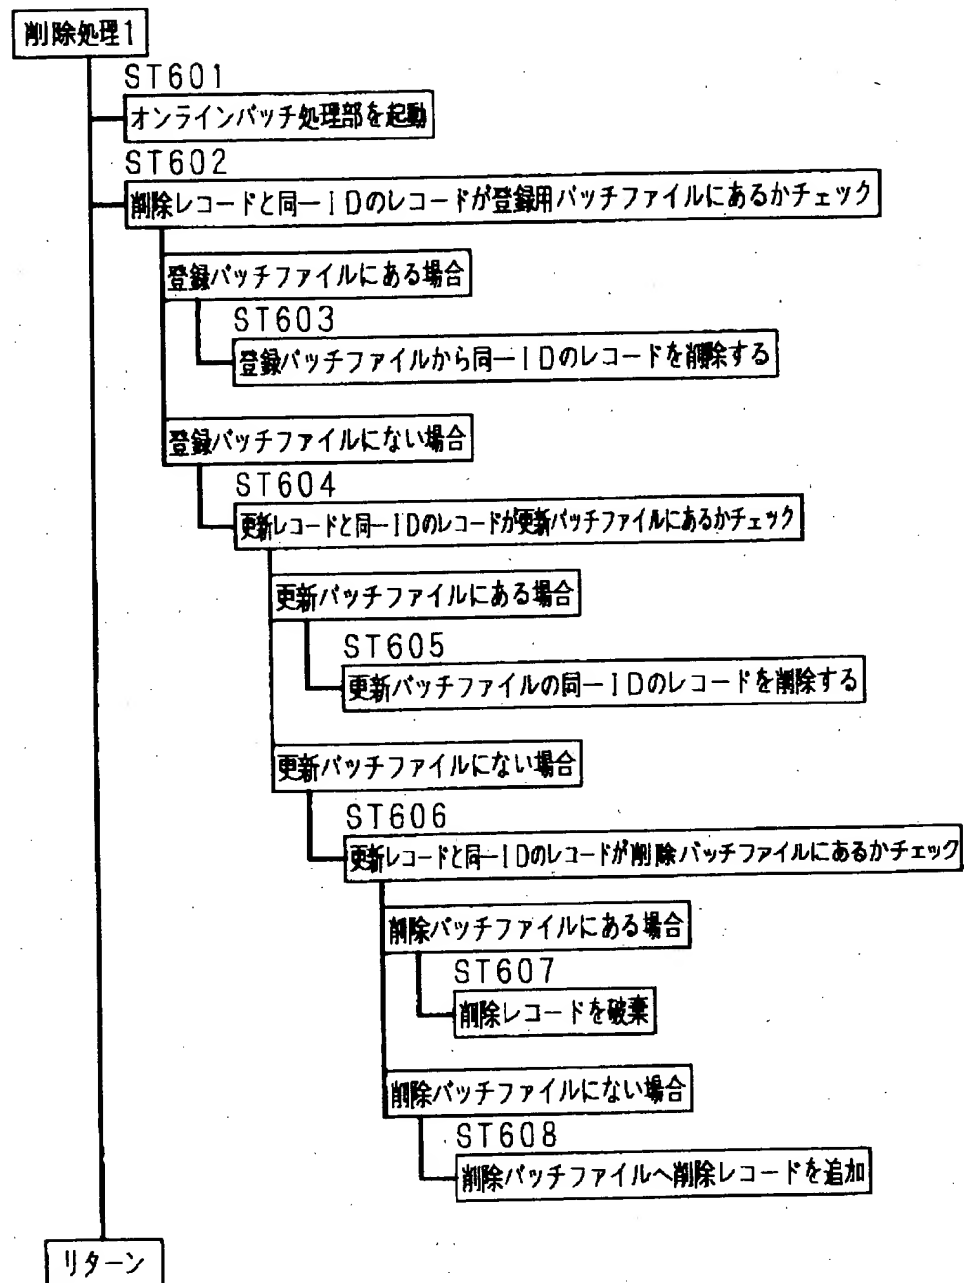 削除処理1
ST601
オンラインバッチ処理部を起動
ST602
削除レコードと同一IDのレコードが登録用バッチファイルにあるかチェック
登録バッチファイルにある場合
ST603
登録バッチファイルから同一IDのレコードを削除する
登録バッチファイルにない場合
ST604
更新レコードと同一IDのレコードが更新バッチファイルにあるかチェック
更新バッチファイルにある場合
ST605
更新バッチファイルの同一IDのレコードを削除する
更新バッチファイルにない場合
ST606
更新レコードと同一IDのレコードが削除バッチファイルにあるかチェック
削除バッチファイルにある場合
ST607
削除レコードを破棄
削除バッチファイルにない場合
ST608
削除バッチファイルへ削除レコードを追加
リターン